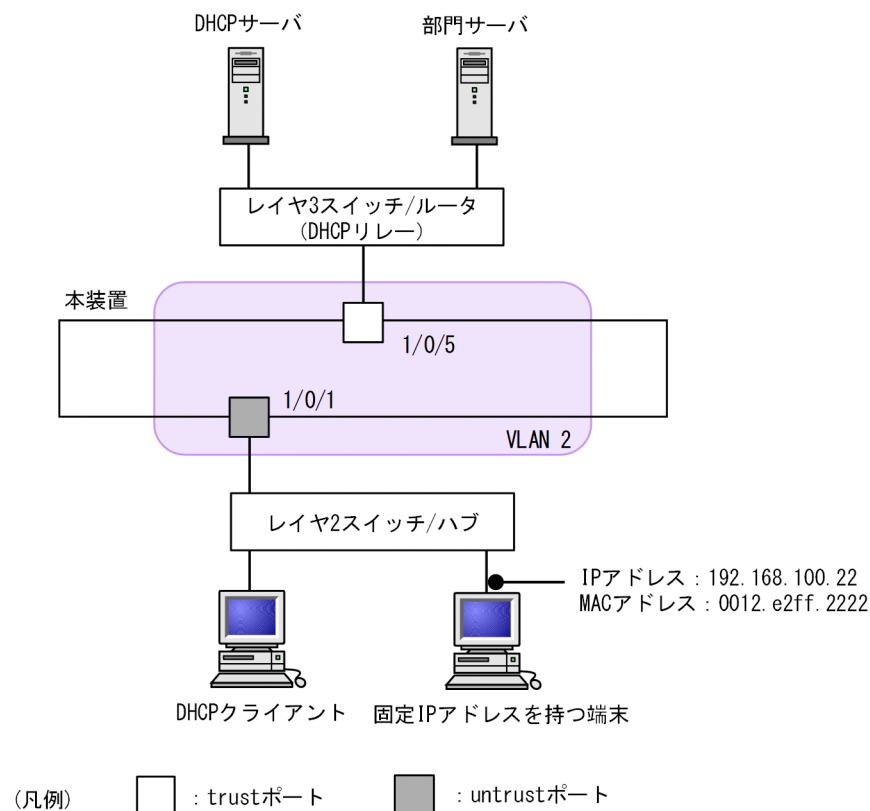 DHCPサーバ
部門サーバ
レイヤ3スイッチ/ルータ
(DHCPリレー)
本装置
1/0/5
1/0/1
VLAN 2
レイヤ2スイッチ/ハブ
IPアドレス:192.168.100.22
MACアドレス:0012.e2ff.2222
DHCPクライアント
固定IPアドレスを持つ端末
(凡例)
:trustポート
:untrustポート